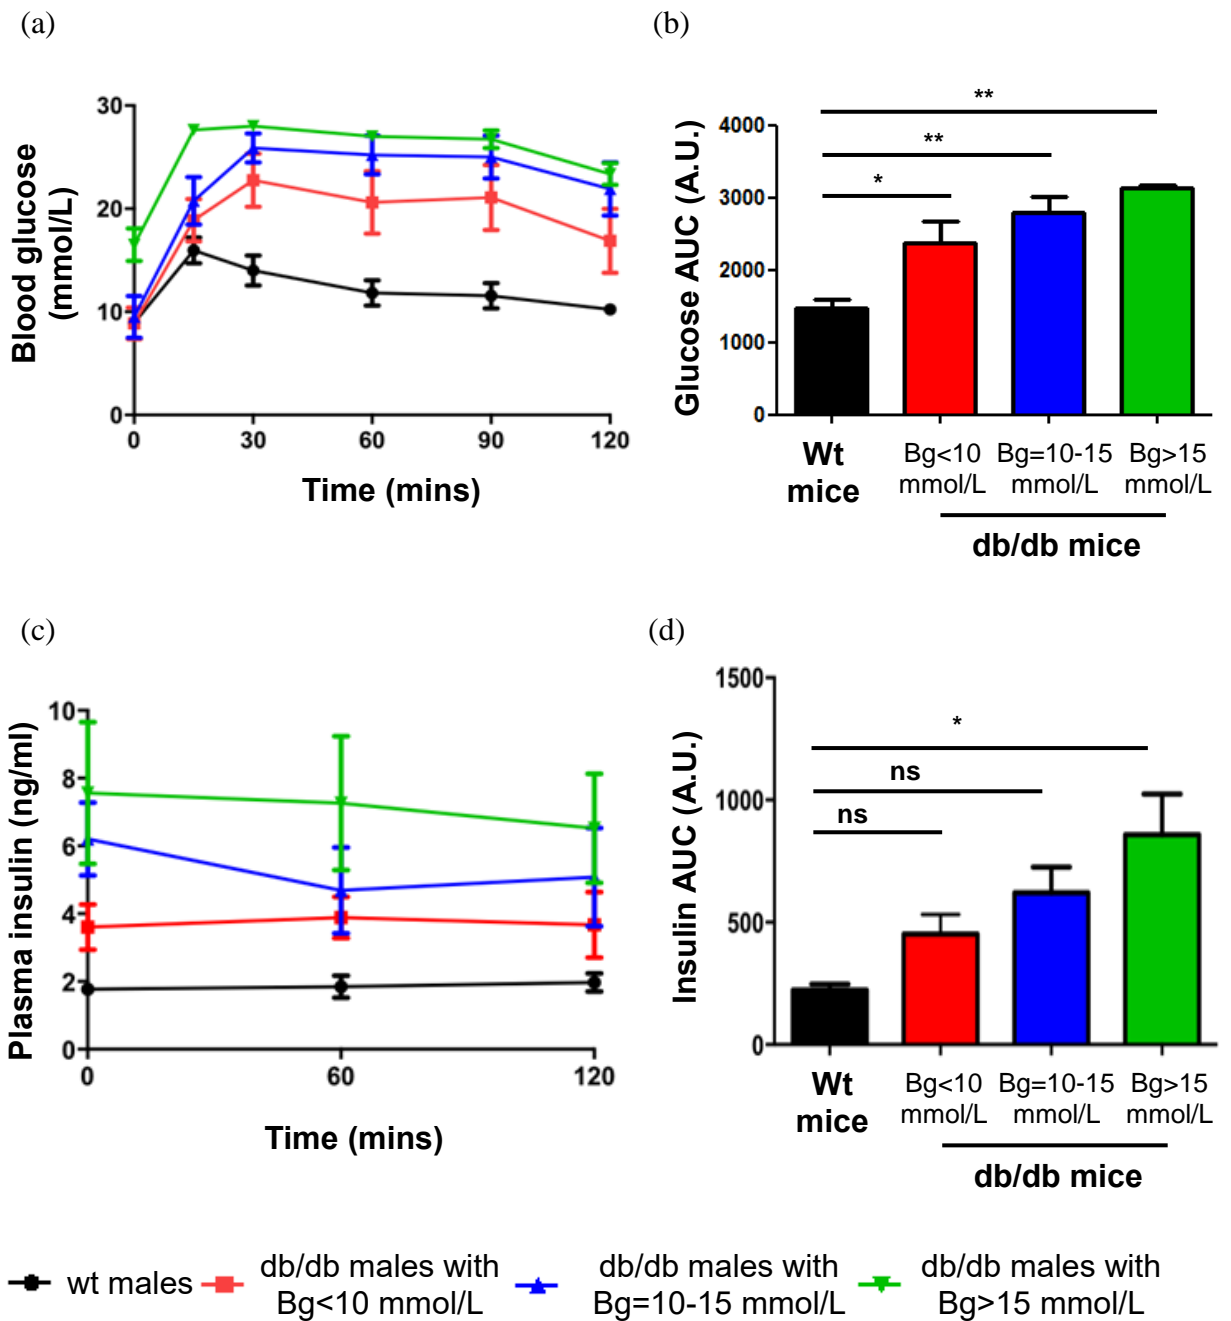 (a)
Blood glucose
(mmol/L)
30
20
10
0
0 30 60 90 120
Time (mins)
(b)
Glucose AUC (A.U.)
4000
3000
2000
1000
0
**
**
*
Wt
mice
Bg<10
mmol/L
Bg=10-15
mmol/L
Bg>15
mmol/L
db/db mice
(c)
Plasma insulin (ng/ml)
10
8
6
4
2
0
0 60 120
Time (mins)
(d)
Insulin AUC (A.U.)
1500
1000
500
0
*
ns
ns
Wt
mice
Bg<10
mmol/L
Bg=10-15
mmol/L
Bg>15
mmol/L
db/db mice
wt males
db/db males with
Bg<10 mmol/L
db/db males with
Bg=10-15 mmol/L
db/db males with
Bg>15 mmol/L